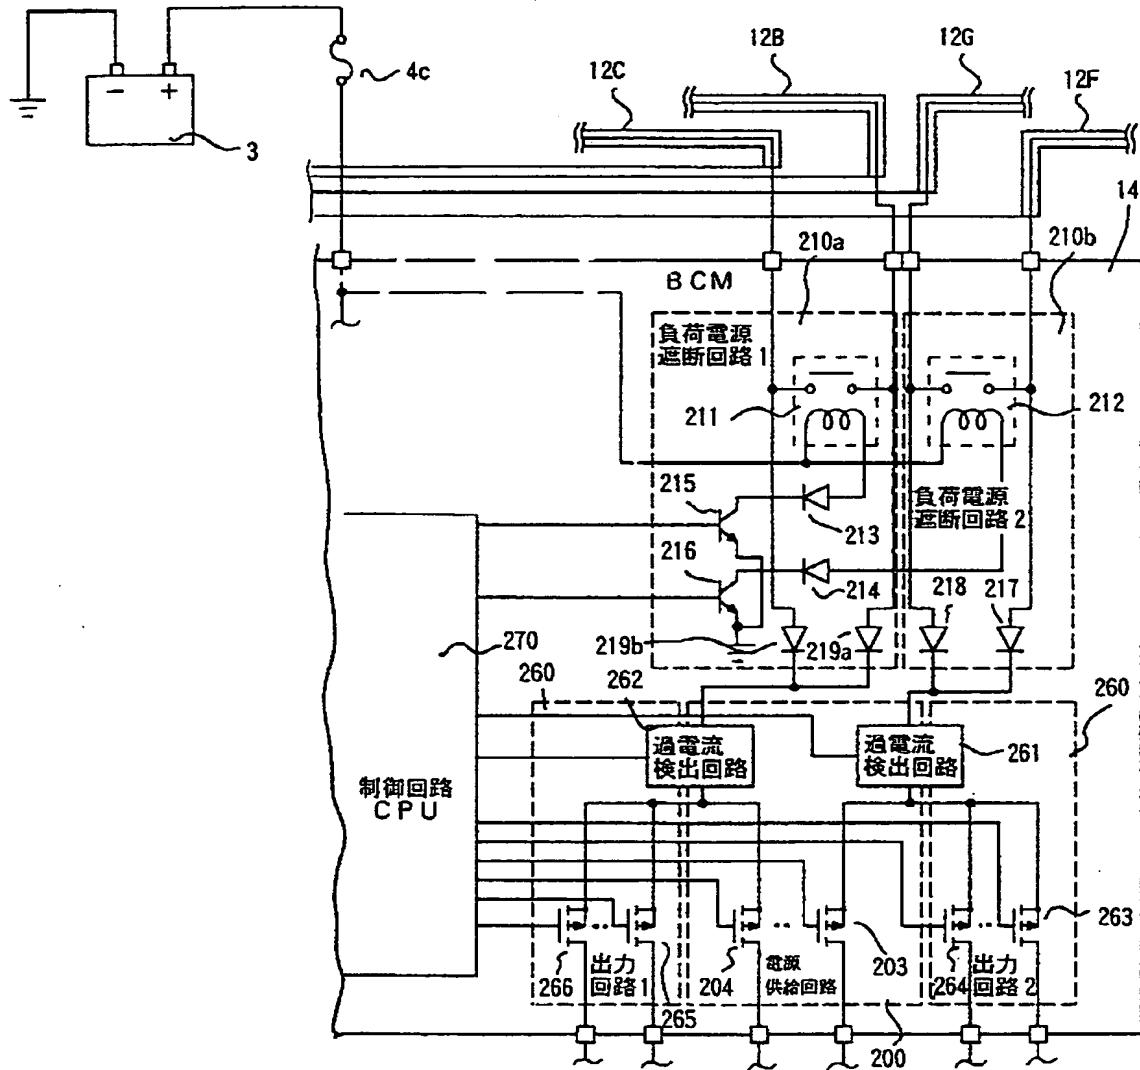 12B
12G
12C
4c
12F
- +
3
14
210a
210b
BCM
負荷電源
遮断回路1
211
212
負荷電源
遮断回路2
215
213
216
214
218
217
219b
219a
270
260
262
260
過電流
検出回路
過電流
検出回路
261
制御回路
CPU
263
266
出力
回路1
265
204
電源
供給回路
203
264
出力
回路2
200